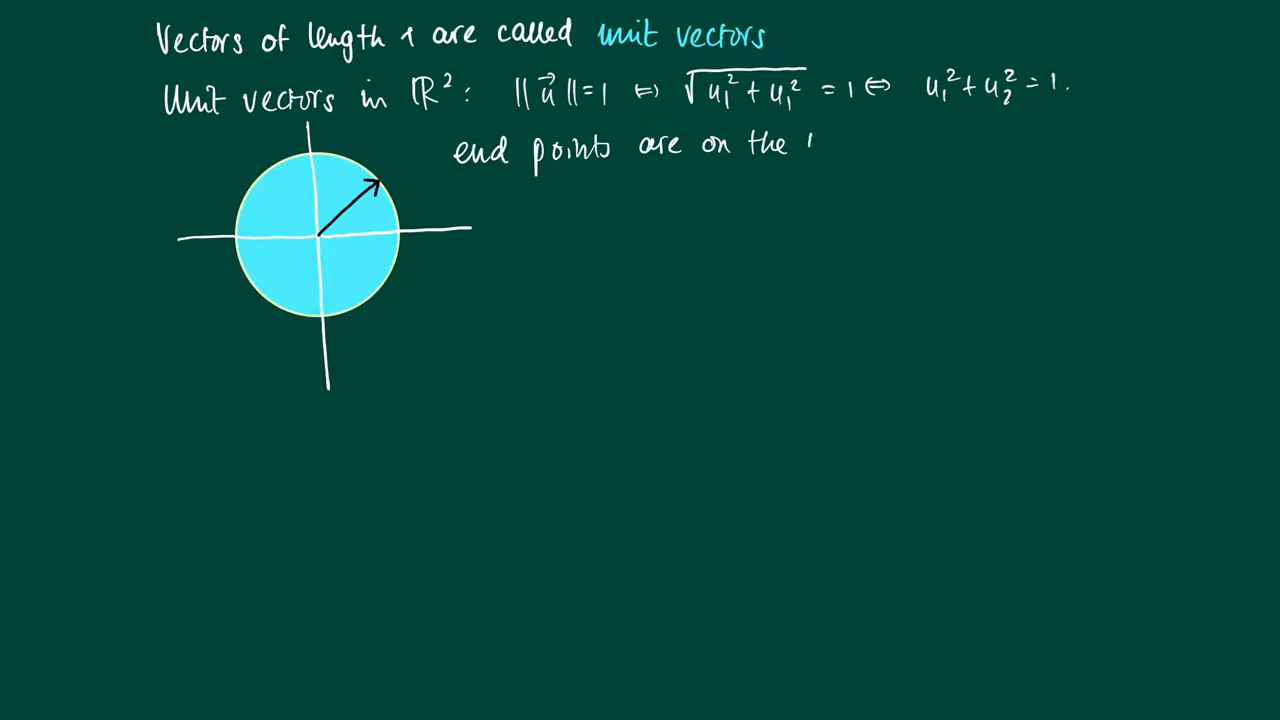 Vectors of length 1 are called unit vectors
Unit vectors in ℝ²: ||u⃗||=1 ⇔ √(u₁²+u₁²) = 1 ⇔ u₁²+u₂²=1.
end points are on the